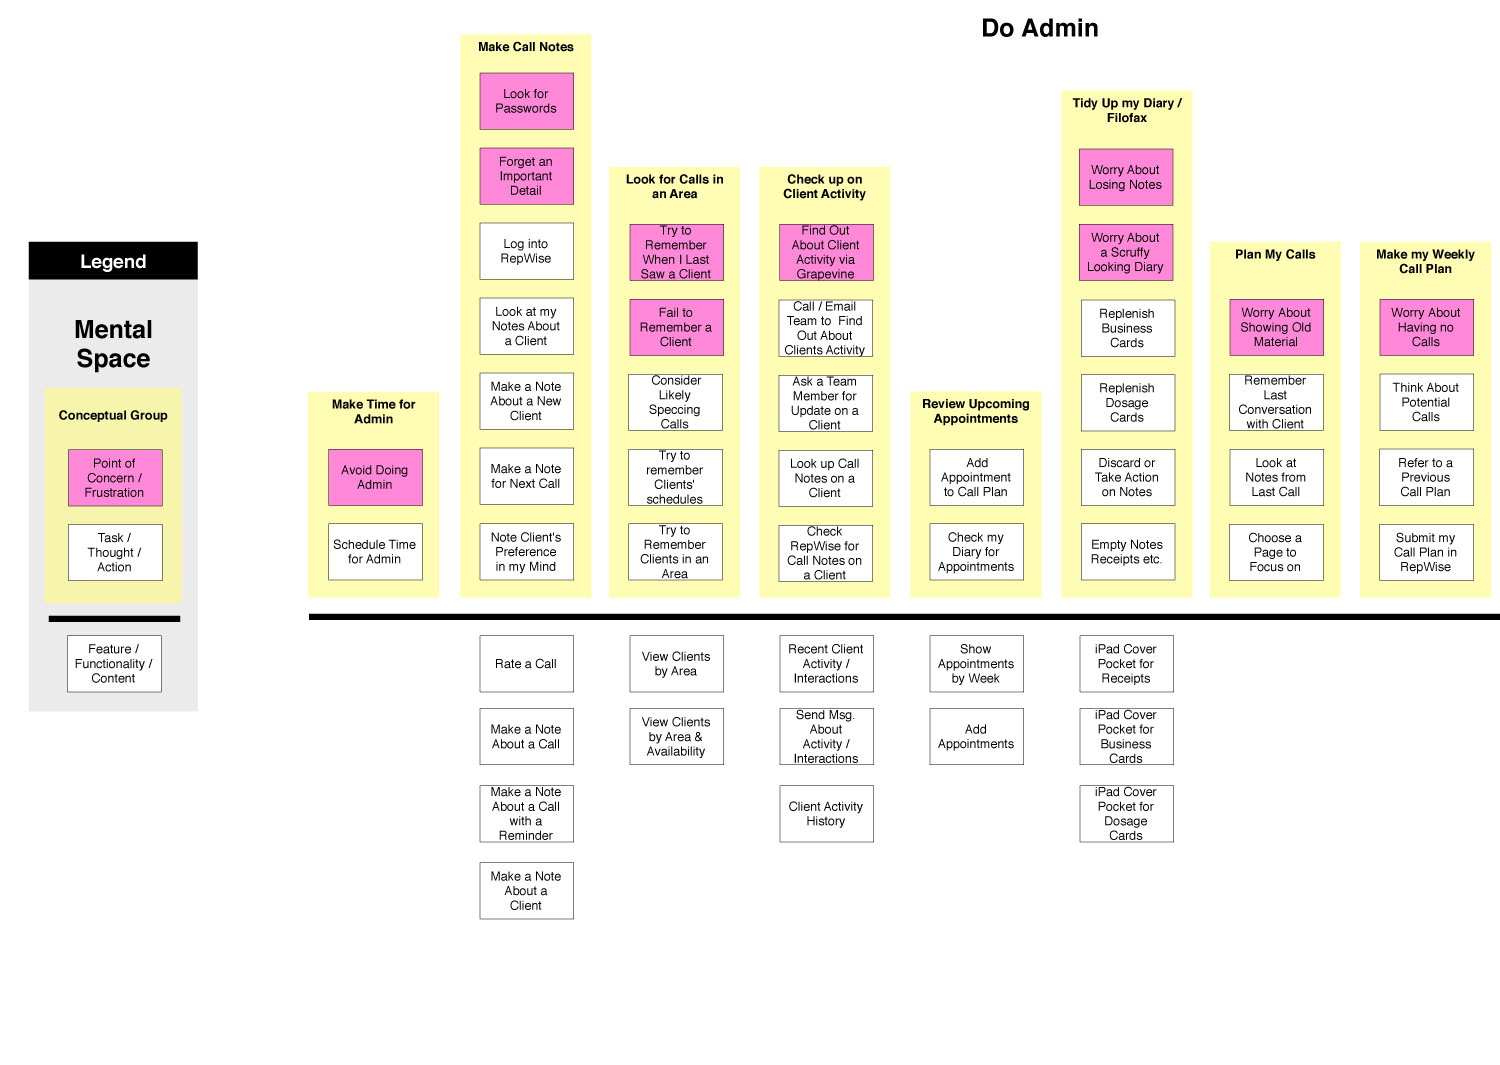 Do Admin
Legend
Mental
Space
Conceptual Group
Point of
Concern /
Frustration
Task /
Thought /
Action
Feature /
Functionality /
Content
Make Time for
Admin
Avoid Doing
Admin
Schedule Time
for Admin
Make Call Notes
Look for
Passwords
Forget an
Important
Detail
Log into
RepWise
Look at my
Notes About
a Client
Make a Note
About a New
Client
Make a Note
for Next Call
Note Client's
Preference
in my Mind
Rate a Call
Make a Note
About a Call
Make a Note
About a Call
with a
Reminder
Make a Note
About a
Client
Look for Calls in
an Area
Try to
Remember
When I Last
Saw a Client
Fail to
Remember a
Client
Consider
Likely
Speccing
Calls
Try to
remember
Clients'
schedules
Try to
Remember
Clients in an
Area
View Clients
by Area
View Clients
by Area &
Availability
Check up on
Client Activity
Find Out
About Client
Activity via
Grapevine
Call / Email
Team to  Find
Out About
Clients Activity
Ask a Team
Member for
Update on a
Client
Look up Call
Notes on a
Client
Check
RepWise for
Call Notes on
a Client
Recent Client
Activity /
Interactions
Send Msg.
About
Activity /
Interactions
Client Activity
History
Review Upcoming
Appointments
Add
Appointment
to Call Plan
Check my
Diary for
Appointments
Show
Appointments
by Week
Add
Appointments
Tidy Up my Diary /
Filofax
Worry About
Losing Notes
Worry About
a Scruffy
Looking Diary
Replenish
Business
Cards
Replenish
Dosage
Cards
Discard or
Take Action
on Notes
Empty Notes
Receipts etc.
iPad Cover
Pocket for
Receipts
iPad Cover
Pocket for
Business
Cards
iPad Cover
Pocket for
Dosage
Cards
Plan My Calls
Worry About
Showing Old
Material
Remember
Last
Conversation
with Client
Look at
Notes from
Last Call
Choose a
Page to
Focus on
Make my Weekly
Call Plan
Worry About
Having no
Calls
Think About
Potential
Calls
Refer to a
Previous
Call Plan
Submit my
Call Plan in
RepWise